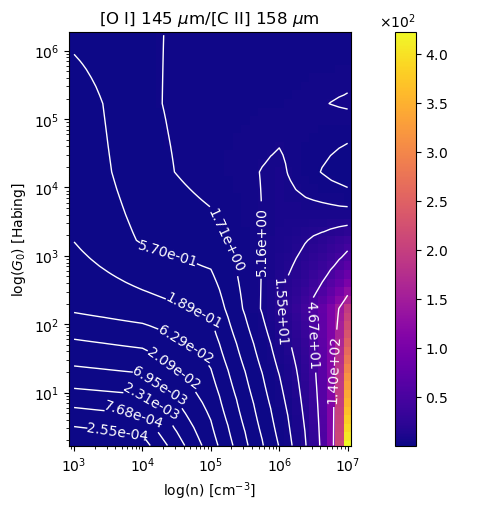 [O I] 145 μm/[C II] 158 μm
×10²
log(G₀) [Habing]
10⁶
10⁵
10⁴
10³
10²
10¹
5.70e-01
1.71e+00
5.16e+00
1.55e+01
4.67e+01
1.40e+02
1.89e-01
6.29e-02
2.09e-02
6.95e-03
2.31e-03
7.68e-04
2.55e-04
10³
10⁴
10⁵
10⁶
10⁷
log(n) [cm⁻³]
4.0
3.5
3.0
2.5
2.0
1.5
1.0
0.5